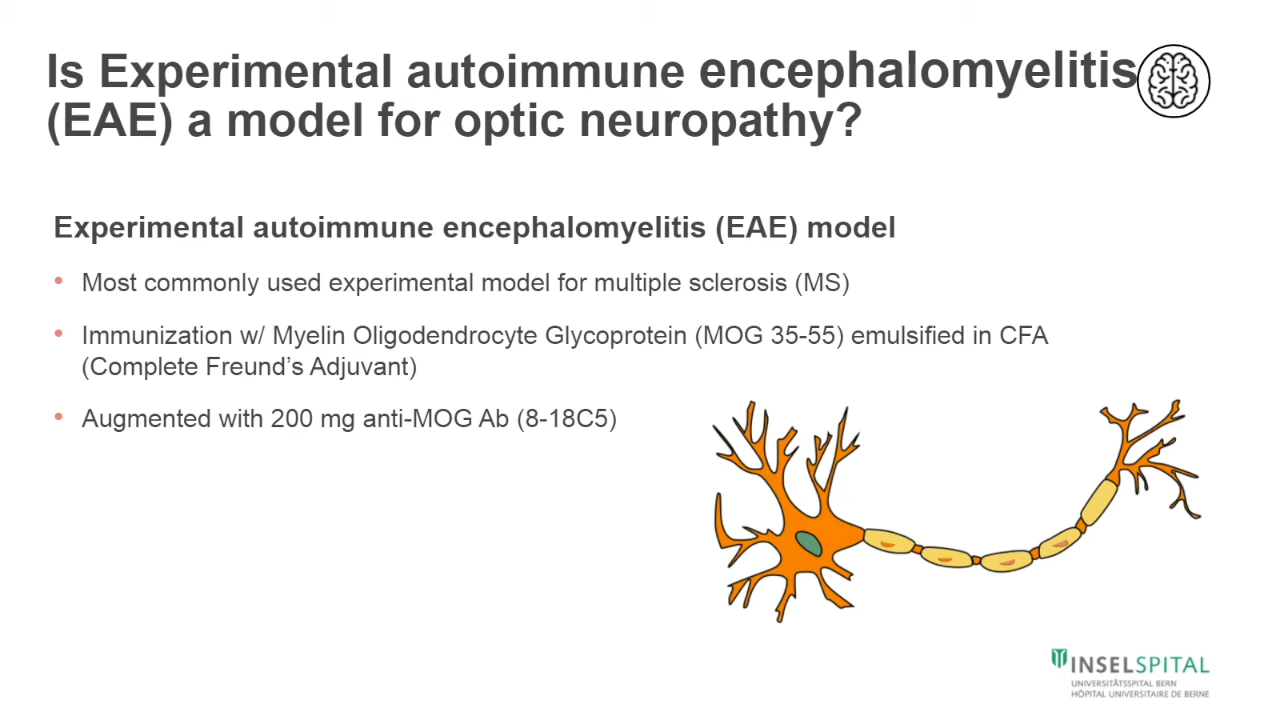 Is Experimental autoimmune encephalomyelitis
(EAE) a model for optic neuropathy?
Experimental autoimmune encephalomyelitis (EAE) model
• Most commonly used experimental model for multiple sclerosis (MS)
• Immunization w/ Myelin Oligodendrocyte Glycoprotein (MOG 35-55) emulsified in CFA
(Complete Freund’s Adjuvant)
• Augmented with 200 mg anti-MOG Ab (8-18C5)
INSELSPITAL
UNIVERSITÄTSSPITAL BERN
HÔPITAL UNIVERSITAIRE DE BERNE